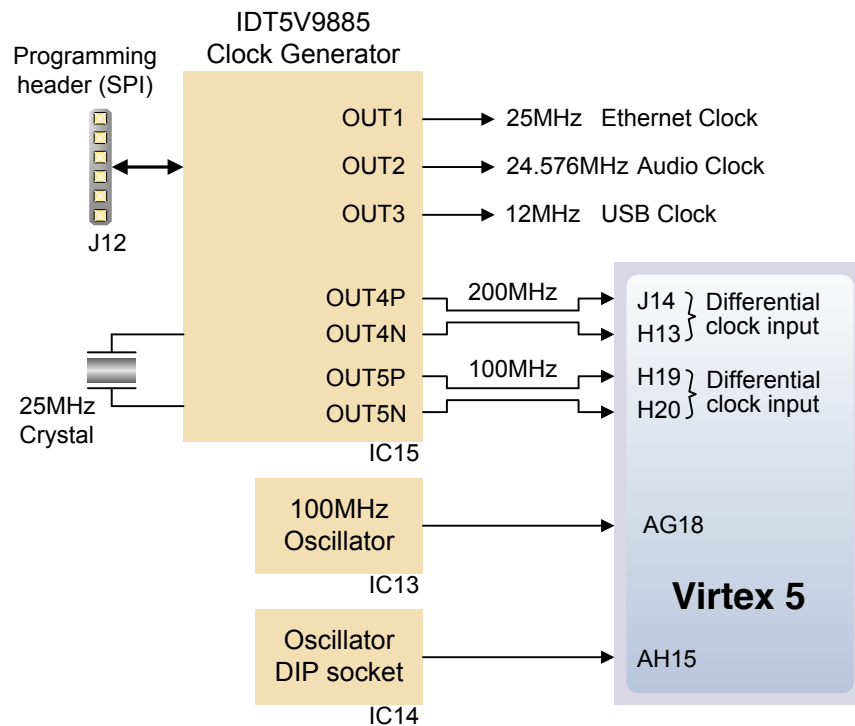 IDT5V9885
Clock Generator
Programming
header (SPI)
J12
OUT1
25MHz Ethernet Clock
OUT2
24.576MHz Audio Clock
OUT3
12MHz USB Clock
OUT4P
200MHz
J14
Differential
clock input
OUT4N
H13
OUT5P
100MHz
H19
Differential
clock input
OUT5N
H20
25MHz
Crystal
IC15
100MHz
Oscillator
IC13
AG18
Virtex 5
Oscillator
DIP socket
IC14
AH15